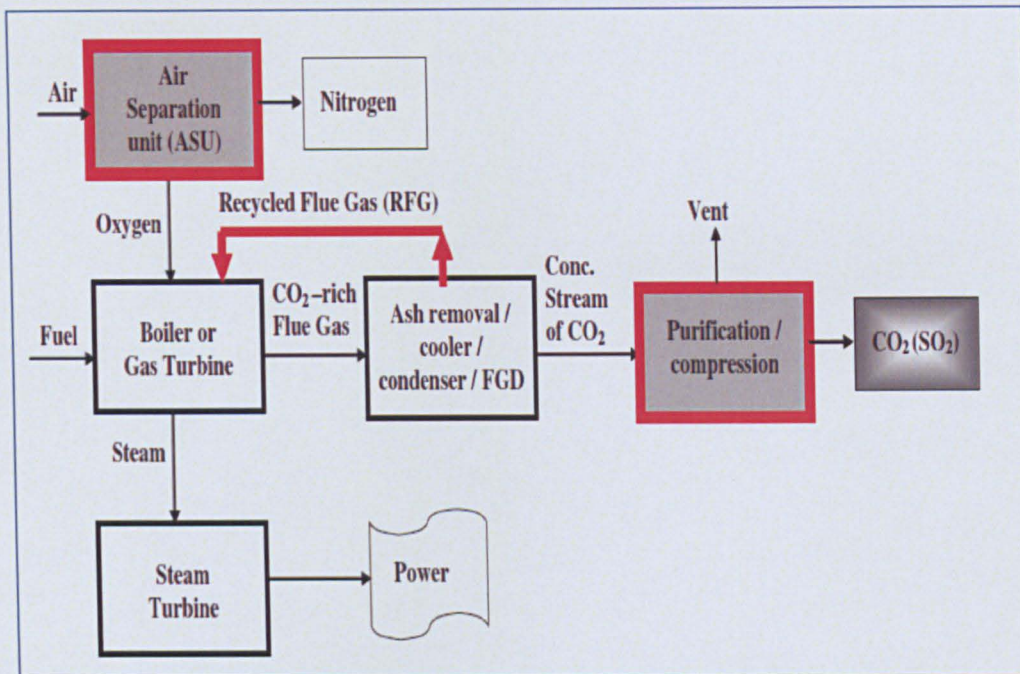 Air
Air
Separation
unit (ASU)
Nitrogen
Oxygen
Recycled Flue Gas (RFG)
Vent
Fuel
Boiler or
Gas Turbine
CO₂–rich
Flue Gas
Ash removal /
cooler /
condenser / FGD
Conc.
Stream
of CO₂
Purification /
compression
CO₂ (SO₂)
Steam
Steam
Turbine
Power